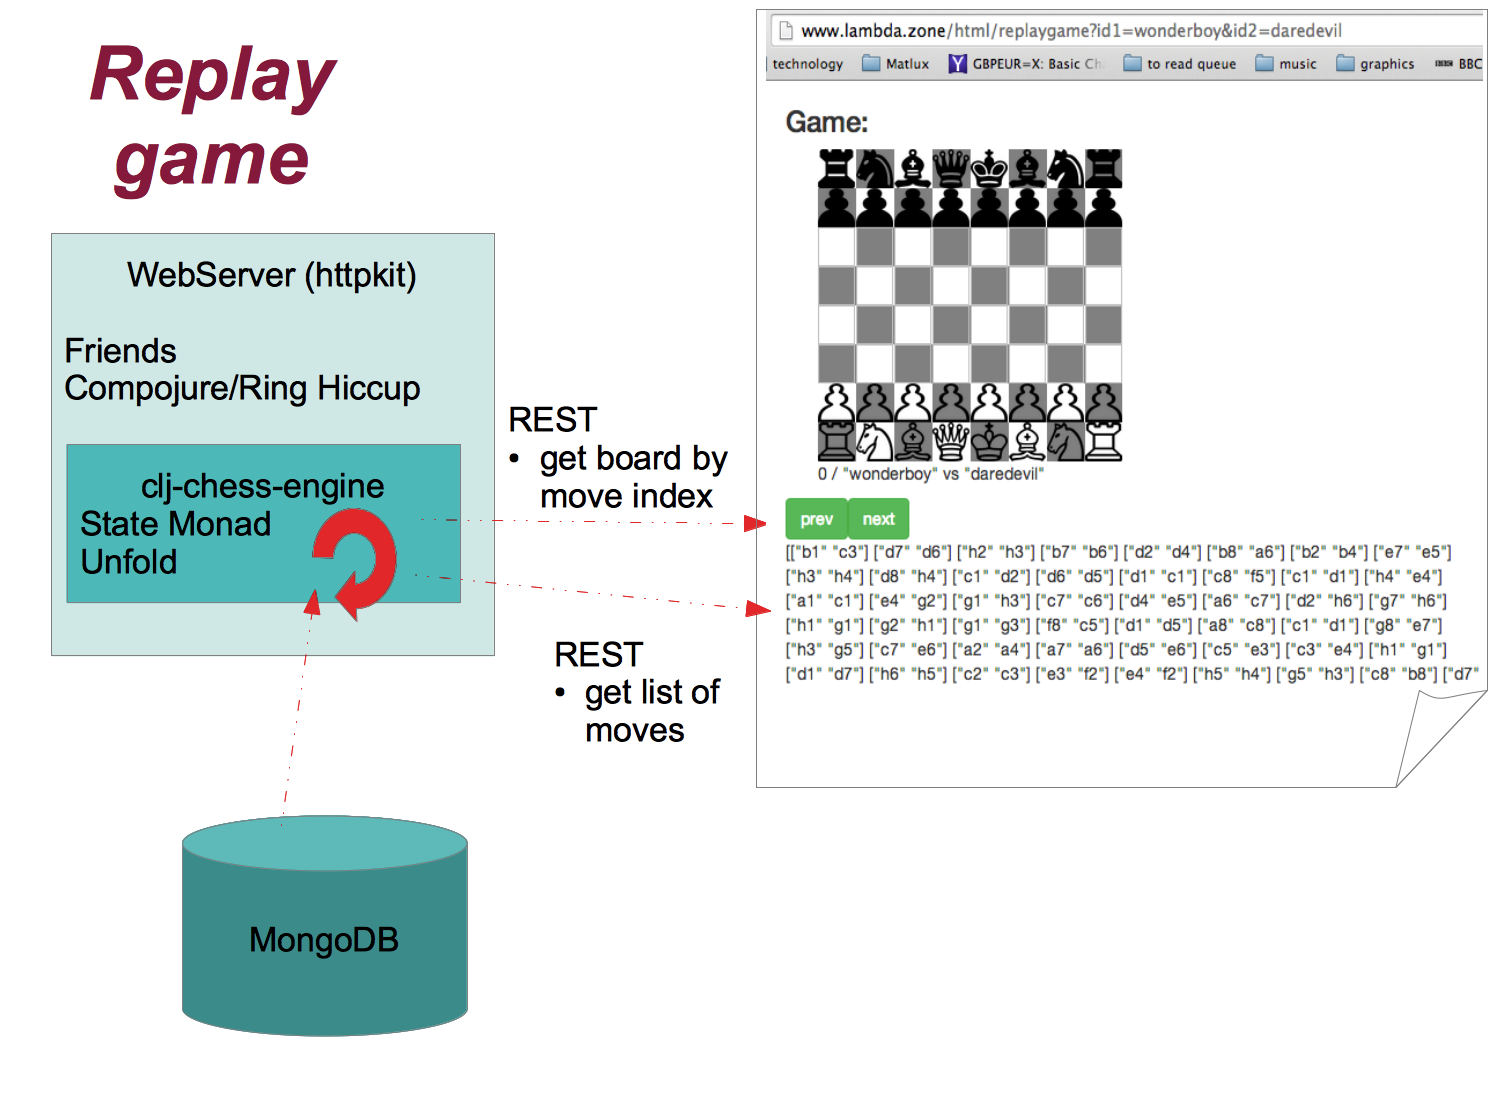 Replay
game
WebServer (httpkit)
Friends
Compojure/Ring Hiccup
clj-chess-engine
State Monad
Unfold
MongoDB
REST
• get board by
move index
REST
• get list of
moves
www.lambda.zone/html/replaygame?id1=wonderboy&id2=daredevil
technology Matlux GBPEUR=X: Basic Ch to read queue music graphics BBC
Game:
0 / "wonderboy" vs "daredevil"
prev next
[["b1" "c3"] ["d7" "d6"] ["h2" "h3"] ["b7" "b6"] ["d2" "d4"] ["b8" "a6"] ["b2" "b4"] ["e7" "e5"]
["h3" "h4"] ["d8" "h4"] ["c1" "d2"] ["d6" "d5"] ["d1" "c1"] ["c8" "f5"] ["c1" "d1"] ["h4" "e4"]
["a1" "c1"] ["e4" "g2"] ["g1" "h3"] ["c7" "c6"] ["d4" "e5"] ["a6" "c7"] ["d2" "h6"] ["g7" "h6"]
["h1" "g1"] ["g2" "h1"] ["g1" "g3"] ["f8" "c5"] ["d1" "d5"] ["a8" "c8"] ["c1" "d1"] ["g8" "e7"]
["h3" "g5"] ["c7" "e6"] ["a2" "a4"] ["a7" "a6"] ["d5" "e6"] ["c5" "e3"] ["c3" "e4"] ["h1" "g1"]
["d1" "d7"] ["h6" "h5"] ["c2" "c3"] ["e3" "f2"] ["e4" "f2"] ["h5" "h4"] ["g5" "h3"] ["c8" "b8"] ["d7"